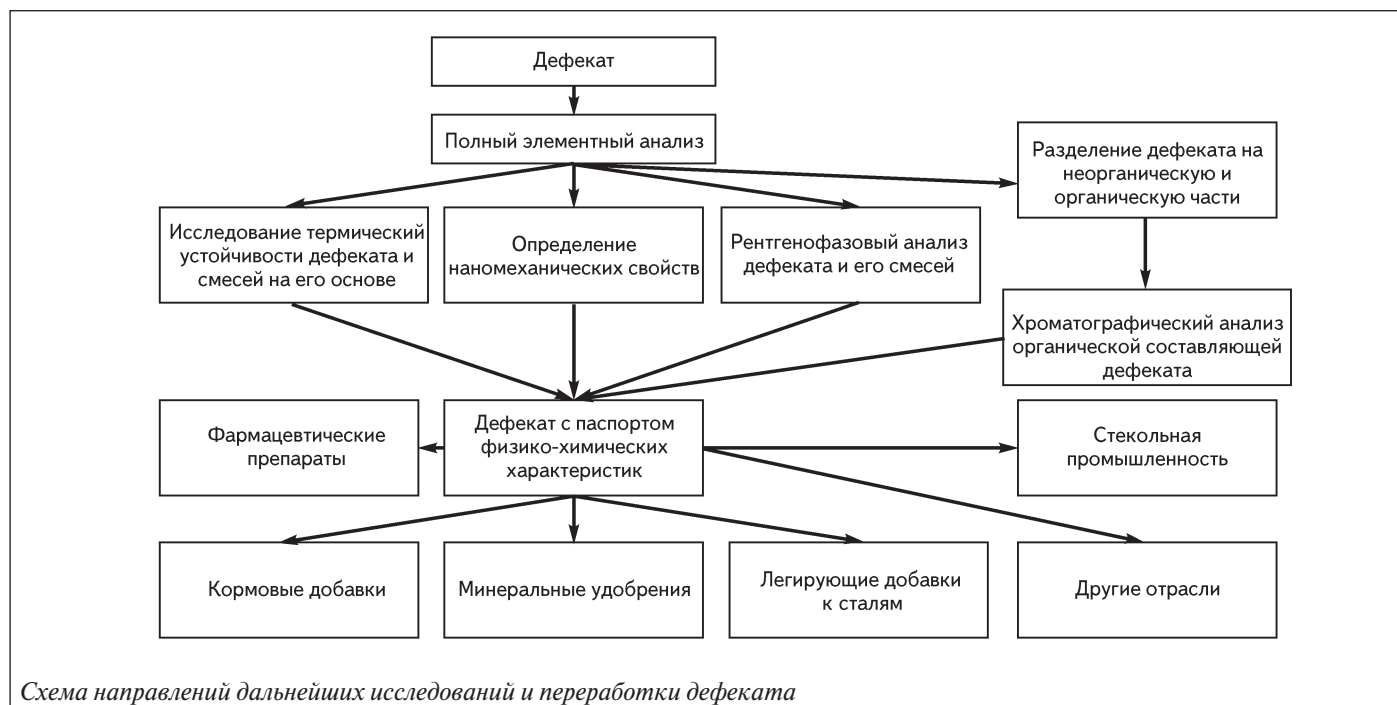 Дефекат
Полный элементный анализ
Разделение дефеката на
неорганическую и
органическую части
Исследование термический
устойчивости дефеката и
смесей на его основе
Определение
наномеханических свойств
Рентгенофазовый анализ
дефеката и его смесей
Хроматографический анализ
органической составляющей
дефеката
Фармацевтические
препараты
Дефекат с паспортом
физико-химических
характеристик
Стекольная
промышленность
Кормовые добавки
Минеральные удобрения
Легирующие добавки
к сталям
Другие отрасли
Схема направлений дальнейших исследований и переработки дефеката